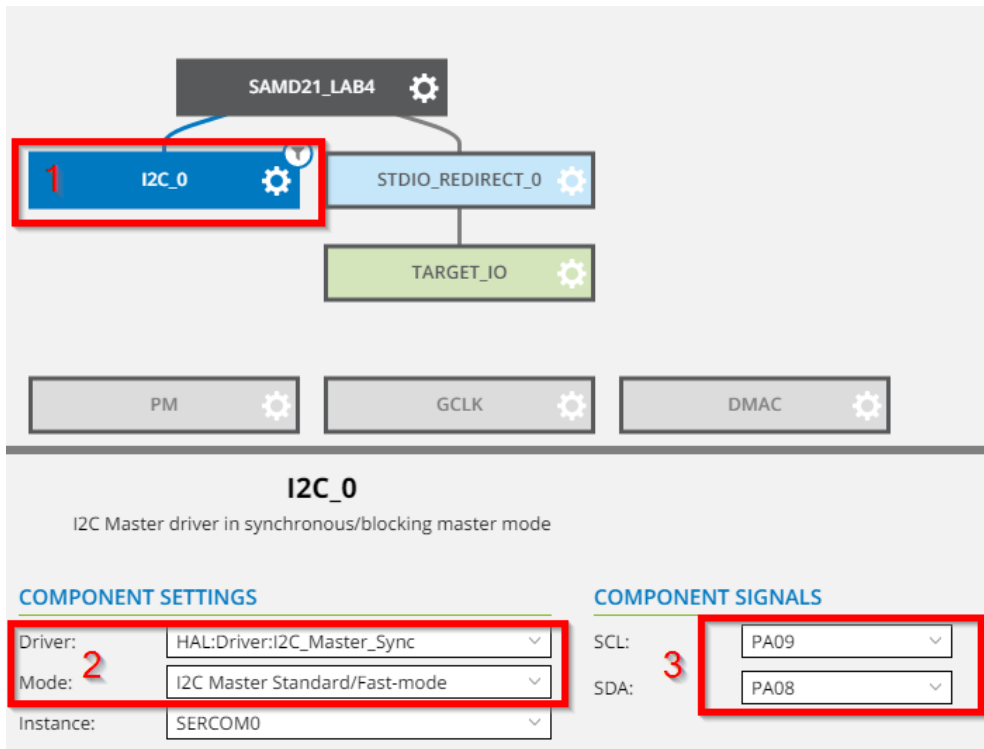 SAMD21_LAB4
1
I2C_0
STDIO_REDIRECT_0
TARGET_IO
PM
GCLK
DMAC
I2C_0
I2C Master driver in synchronous/blocking master mode
COMPONENT SETTINGS
Driver: HAL:Driver:I2C_Master_Sync
2
Mode: I2C Master Standard/Fast-mode
Instance: SERCOM0
COMPONENT SIGNALS
SCL: PA09
3
SDA: PA08